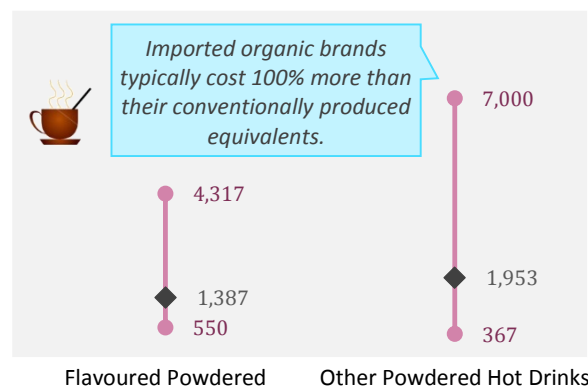 Imported organic brands
typically cost 100% more than
their conventionally produced
equivalents.
7,000
4,317
1,953
1,387
550
367
Flavoured Powdered
Other Powdered Hot Drinks